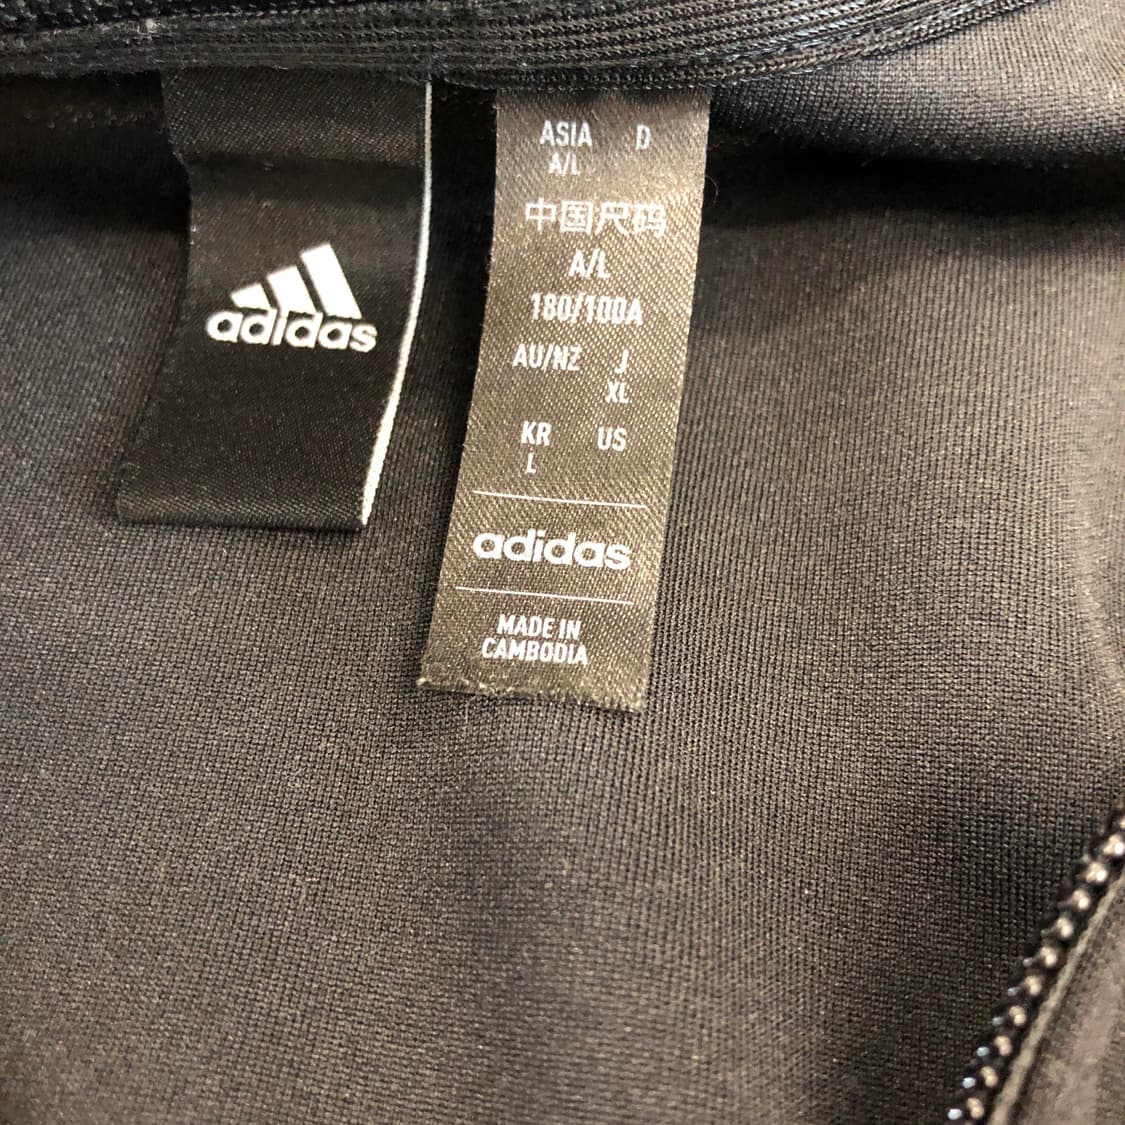 adidas
ASIA D
A/L
中国尺码
A/L
180/100A
AU/NZ J
XL
KR US
L
adidas
MADE IN
CAMBODIA